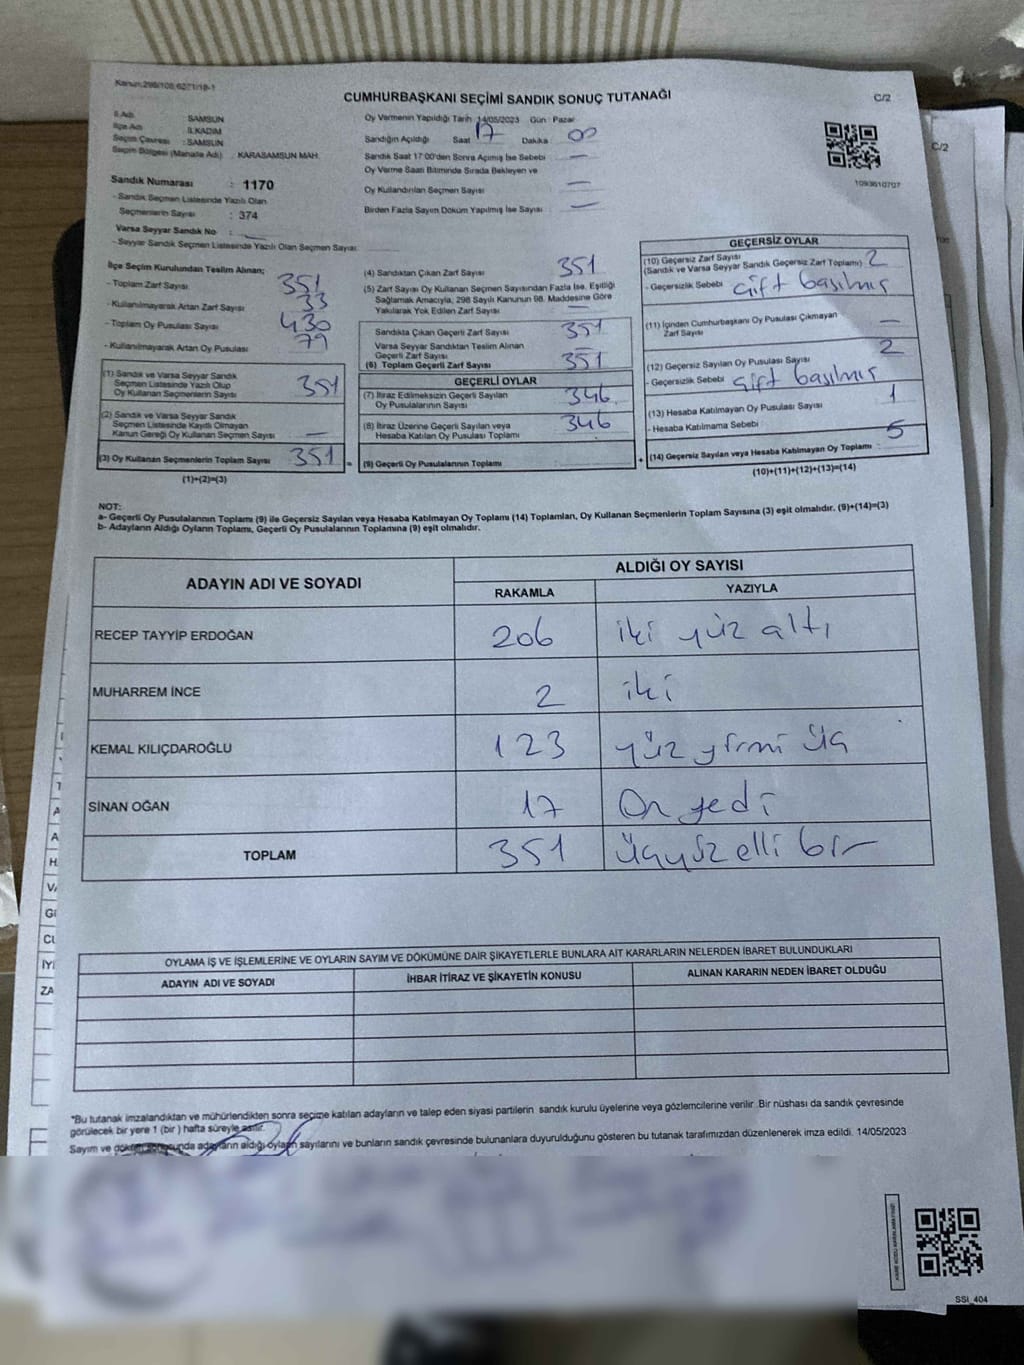 Kanun:298/108,6271/18-1
CUMHURBAŞKANI SEÇİMİ SANDIK SONUÇ TUTANAĞI
C/2
C/2
İl Adı : SAMSUN
İlçe Adı : İLKADIM
Seçim Çevresi : SAMSUN
Seçim Bölgesi (Mahalle Adı) : KARASAMSUN MAH.
Sandık Numarası : 1170
- Sandık Seçmen Listesinde Yazılı Olan
Seçmenlerin Sayısı : 374
Varsa Seyyar Sandık No :
- Seyyar Sandık Seçmen Listesinde Yazılı Olan Seçmen Sayısı:
Oy Vermenin Yapıldığı Tarih :14/05/2023 Gün : Pazar
Sandığın Açıldığı Saat 17 Dakika : 00
Sandık Saat 17:00'den Sonra Açılmış İse Sebebi : —
Oy Verme Saati Bitiminde Sırada Bekleyen ve
Oy Kullandırılan Seçmen Sayısı : —
Birden Fazla Sayım Döküm Yapılmış İse Sayısı : —
1093610707
İlçe Seçim Kurulundan Teslim Alınan;
- Toplam Zarf Sayısı : 351
- Kullanılmayarak Artan Zarf Sayısı : 33
- Toplam Oy Pusulası Sayısı : 430
- Kullanılmayarak Artan Oy Pusulası : 79
(1) Sandık ve Varsa Seyyar Sandık
Seçmen Listesinde Yazılı Olup
Oy Kullanan Seçmenlerin Sayısı : 351
(2) Sandık ve Varsa Seyyar Sandık
Seçmen Listesinde Kayıtlı Olmayan
Kanun Gereği Oy Kullanan Seçmen Sayısı : —
(3) Oy Kullanan Seçmenlerin Toplam Sayısı : 351
(1)+(2)=(3)
(4) Sandıktan Çıkan Zarf Sayısı : 351
(5) Zarf Sayısı Oy Kullanan Seçmen Sayısından Fazla İse, Eşitliği
Sağlamak Amacıyla, 298 Sayılı Kanunun 98. Maddesine Göre
Yakılarak Yok Edilen Zarf Sayısı : —
Sandıkta Çıkan Geçerli Zarf Sayısı : 351
Varsa Seyyar Sandıktan Teslim Alınan
Geçerli Zarf Sayısı : —
(6) Toplam Geçerli Zarf Sayısı : 351
GEÇERLİ OYLAR
(7) İtiraz Edilmeksizin Geçerli Sayılan
Oy Pusulalarının Sayısı : 346
(8) İtiraz Üzerine Geçerli Sayılan veya
Hesaba Katılan Oy Pusulası Toplamı : 346
(9) Geçerli Oy Pusulalarının Toplamı
GEÇERSİZ OYLAR
(10) Geçersiz Zarf Sayısı
(Sandık ve Varsa Seyyar Sandık Geçersiz Zarf Toplamı) : 2
- Geçersizlik Sebebi : çift basılmış
(11) İçinden Cumhurbaşkanı Oy Pusulası Çıkmayan
Zarf Sayısı : —
(12) Geçersiz Sayılan Oy Pusulası Sayısı : 2
- Geçersizlik Sebebi : çift basılmış
(13) Hesaba Katılmayan Oy Pusulası Sayısı : 1
- Hesaba Katılmama Sebebi :
(14) Geçersiz Sayılan veya Hesaba Katılmayan Oy Toplamı : 5
(10)+(11)+(12)+(13)=(14)
NOT:
a- Geçerli Oy Pusulalarının Toplamı (9) ile Geçersiz Sayılan veya Hesaba Katılmayan Oy Toplamı (14) Toplamları, Oy Kullanan Seçmenlerin Toplam Sayısına (3) eşit olmalıdır. (9)+(14)=(3)
b- Adayların Aldığı Oyların Toplamı, Geçerli Oy Pusulalarının Toplamına (9) eşit olmalıdır.
ADAYIN ADI VE SOYADI ALDIĞI OY SAYISI
RAKAMLA YAZIYLA
RECEP TAYYİP ERDOĞAN 206 iki yüz altı
MUHARREM İNCE 2 iki
KEMAL KILIÇDAROĞLU 123 yüz yirmi üç
SİNAN OĞAN 17 On yedi
TOPLAM 351 Üçyüz elli bir
OYLAMA İŞ VE İŞLEMLERİNE VE OYLARIN SAYIM VE DÖKÜMÜNE DAİR ŞİKAYETLERLE BUNLARA AİT KARARLARIN NELERDEN İBARET BULUNDUKLARI
ADAYIN ADI VE SOYADI İHBAR İTİRAZ VE ŞİKAYETİN KONUSU ALINAN KARARIN NEDEN İBARET OLDUĞU
*Bu tutanak imzalandıktan ve mühürlendikten sonra seçime katılan adayların ve talep eden siyasi partilerin sandık kurulu üyelerine veya gözlemcilerine verilir. Bir nüshası da sandık çevresinde
görülecek bir yere 1 (bir) hafta süreyle asılır.
Sayım ve döküm sonunda adayların aldığı oyların sayılarını ve bunların sandık çevresinde bulunanlara duyurulduğunu gösteren bu tutanak tarafımızdan düzenlenerek imza edildi. 14/05/2023
SSI_404